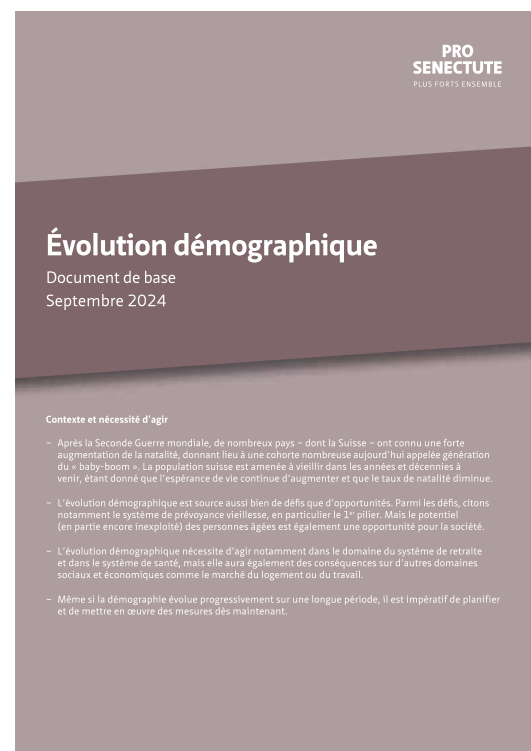 PRO
SENECTUTE
PLUS FORTS ENSEMBLE
Évolution démographique
Document de base
Septembre 2024
Contexte et nécessité d'agir
– Après la Seconde Guerre mondiale, de nombreux pays – dont la Suisse – ont connu une forte
augmentation de la natalité, donnant lieu à une cohorte nombreuse aujourd'hui appelée génération
du « baby-boom ». La population suisse est amenée à vieillir dans les années et décennies à
venir, étant donné que l'espérance de vie continue d'augmenter et que le taux de natalité diminue.
– L'évolution démographique est source aussi bien de défis que d'opportunités. Parmi les défis, citons
notamment le système de prévoyance vieillesse, en particulier le 1er pilier. Mais le potentiel
(en partie encore inexploité) des personnes âgées est également une opportunité pour la société.
– L'évolution démographique nécessite d'agir notamment dans le domaine du système de retraite
et dans le système de santé, mais elle aura également des conséquences sur d'autres domaines
sociaux et économiques comme le marché du logement ou du travail.
– Même si la démographie évolue progressivement sur une longue période, il est impératif de planifier
et de mettre en œuvre des mesures dès maintenant.